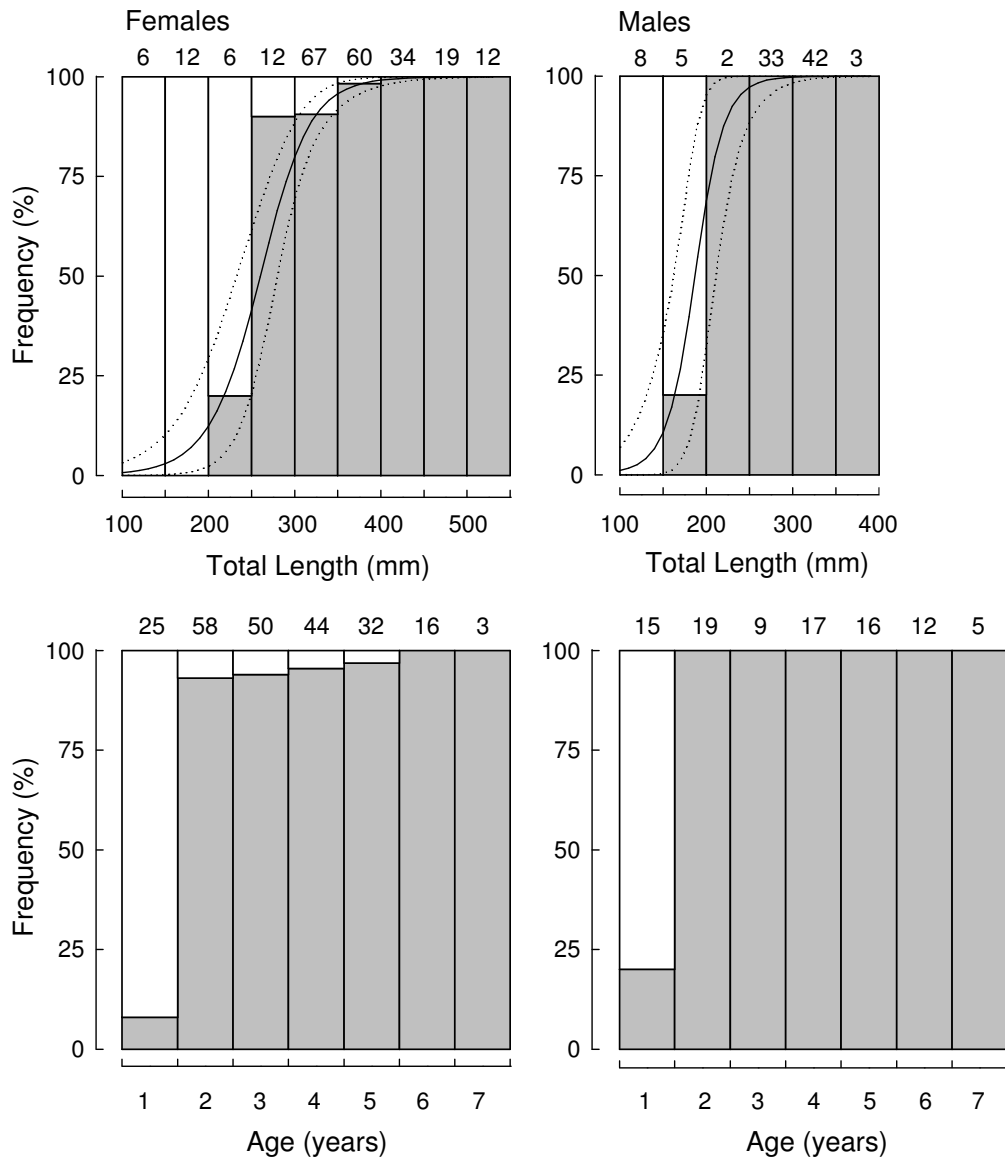 Females
Males
6 12 6 12 67 60 34 19 12
8 5 2 33 42 3
100
75
50
25
0
Frequency (%)
100 200 300 400 500
Total Length (mm)
100
75
50
25
0
100 200 300 400
Total Length (mm)
25 58 50 44 32 16 3
100
75
50
25
0
Frequency (%)
1 2 3 4 5 6 7
Age (years)
15 19 9 17 16 12 5
100
75
50
25
0
1 2 3 4 5 6 7
Age (years)